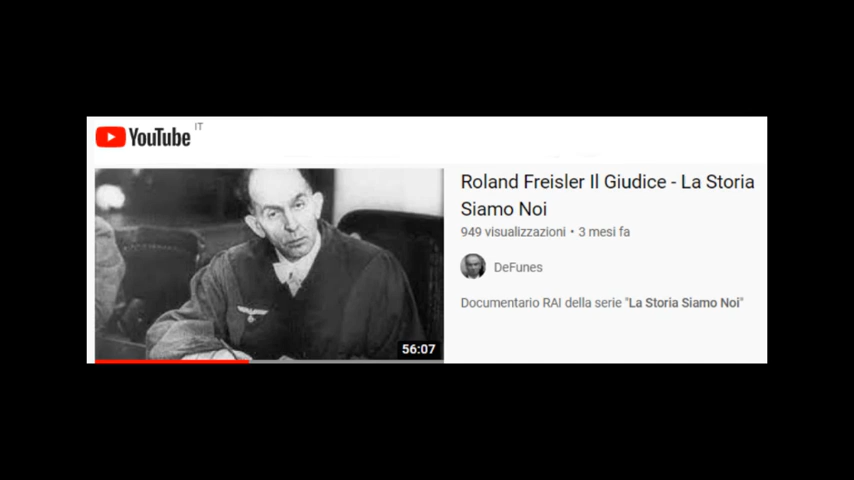 YouTube IT
Roland Freisler Il Giudice - La Storia
Siamo Noi
949 visualizzazioni • 3 mesi fa
DeFunes
Documentario RAI della serie "La Storia Siamo Noi"
56:07